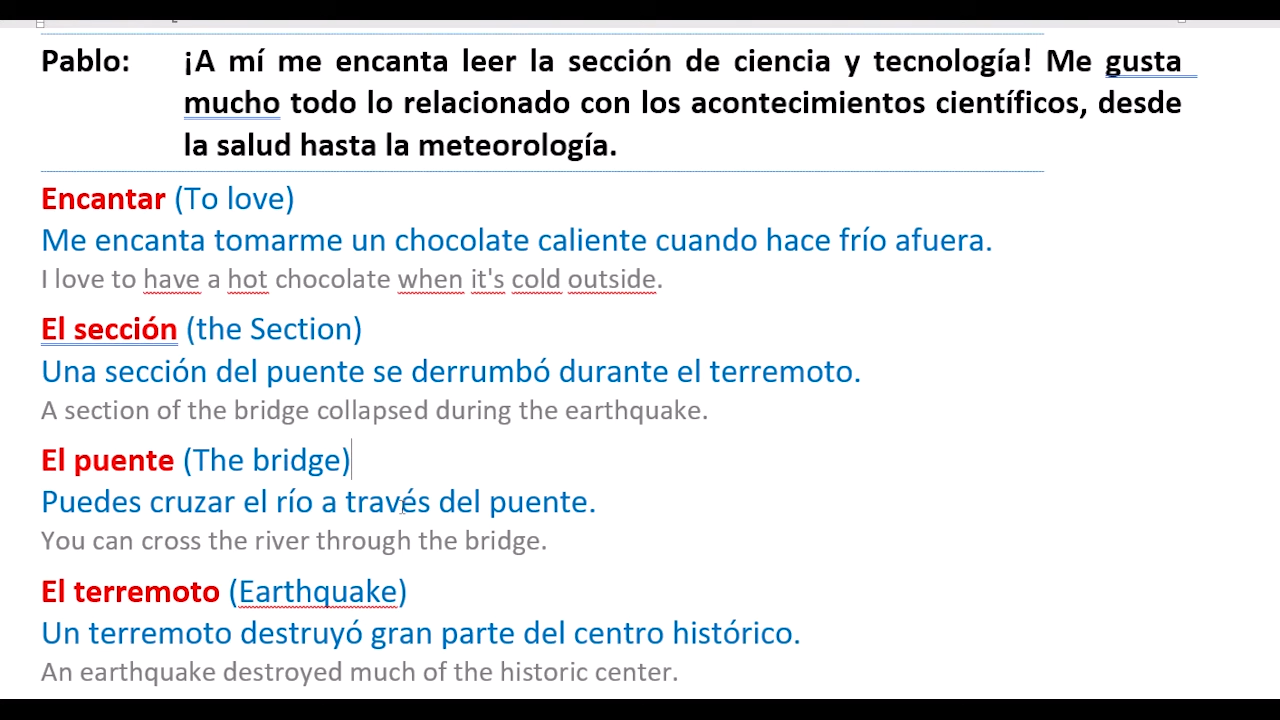 Pablo: ¡A mí me encanta leer la sección de ciencia y tecnología! Me gusta
mucho todo lo relacionado con los acontecimientos científicos, desde
la salud hasta la meteorología.
Encantar (To love)
Me encanta tomarme un chocolate caliente cuando hace frío afuera.
I love to have a hot chocolate when it's cold outside.
El sección (the Section)
Una sección del puente se derrumbó durante el terremoto.
A section of the bridge collapsed during the earthquake.
El puente (The bridge)
Puedes cruzar el río a través del puente.
You can cross the river through the bridge.
El terremoto (Earthquake)
Un terremoto destruyó gran parte del centro histórico.
An earthquake destroyed much of the historic center.